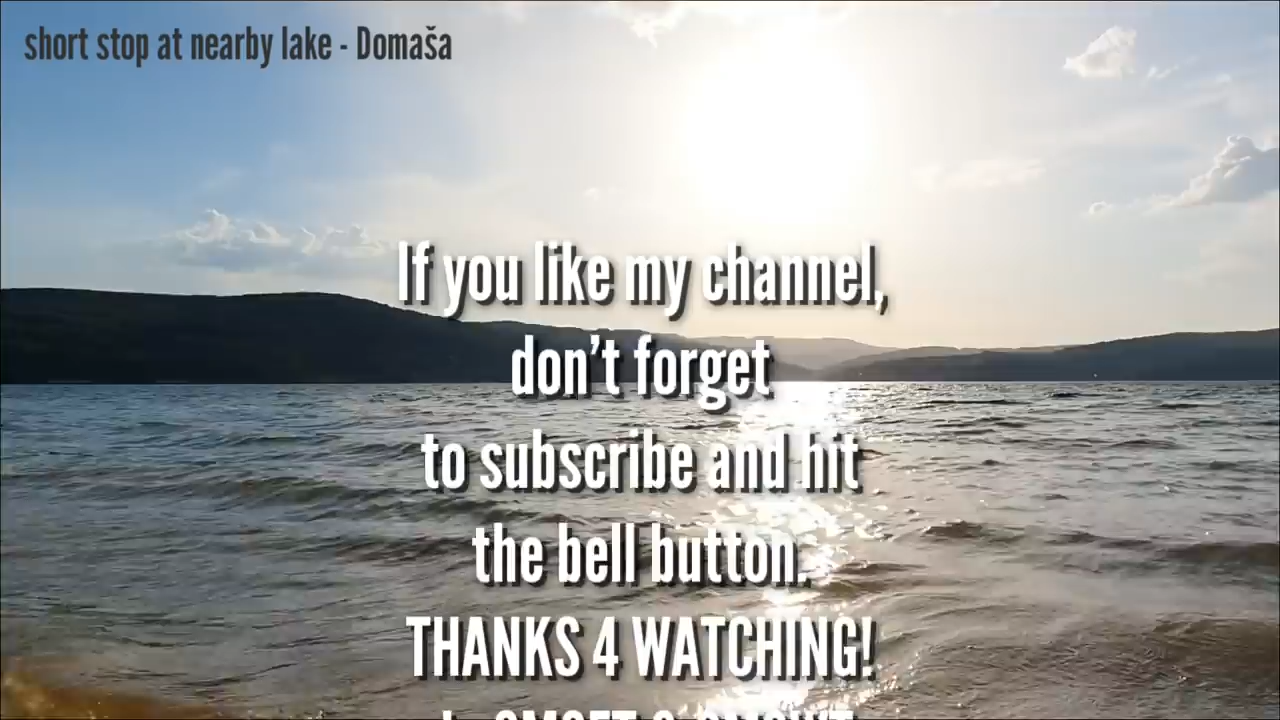 short stop at nearby lake - Domaša
If you like my channel,
don't forget
to subscribe and hit
the bell button.
THANKS 4 WATCHING!